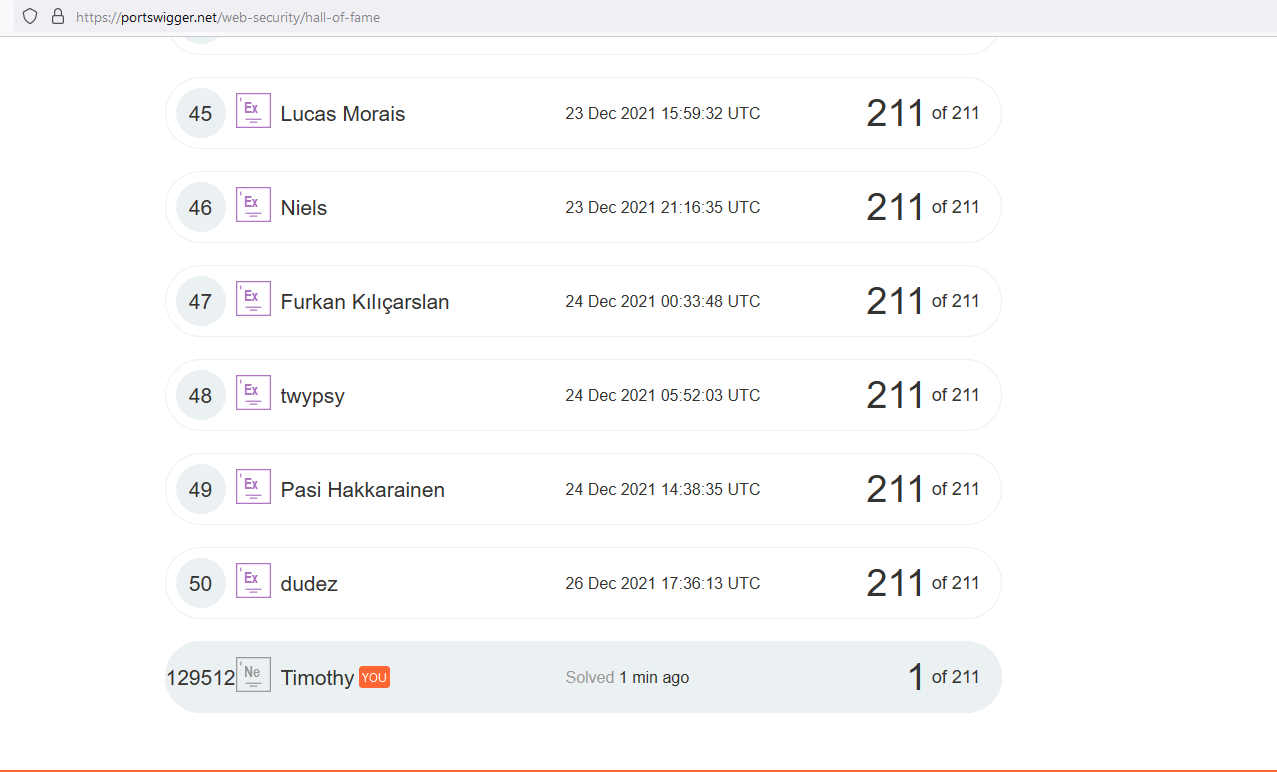 https://portswigger.net/web-security/hall-of-fame
45 Ex Lucas Morais 23 Dec 2021 15:59:32 UTC 211 of 211
46 Ex Niels 23 Dec 2021 21:16:35 UTC 211 of 211
47 Ex Furkan Kılıçarslan 24 Dec 2021 00:33:48 UTC 211 of 211
48 Ex twypsy 24 Dec 2021 05:52:03 UTC 211 of 211
49 Ex Pasi Hakkarainen 24 Dec 2021 14:38:35 UTC 211 of 211
50 Ex dudez 26 Dec 2021 17:36:13 UTC 211 of 211
129512 Ne Timothy YOU Solved 1 min ago 1 of 211